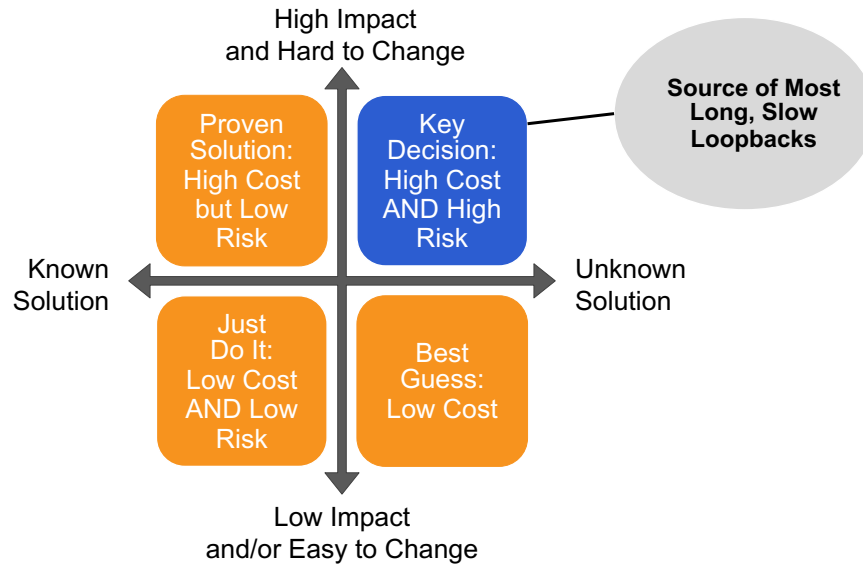 High Impact
and Hard to Change
Proven
Solution:
High Cost
but Low
Risk
Key
Decision:
High Cost
AND High
Risk
Source of Most
Long, Slow
Loopbacks
Known
Solution
Unknown
Solution
Just
Do It:
Low Cost
AND Low
Risk
Best
Guess:
Low Cost
Low Impact
and/or Easy to Change